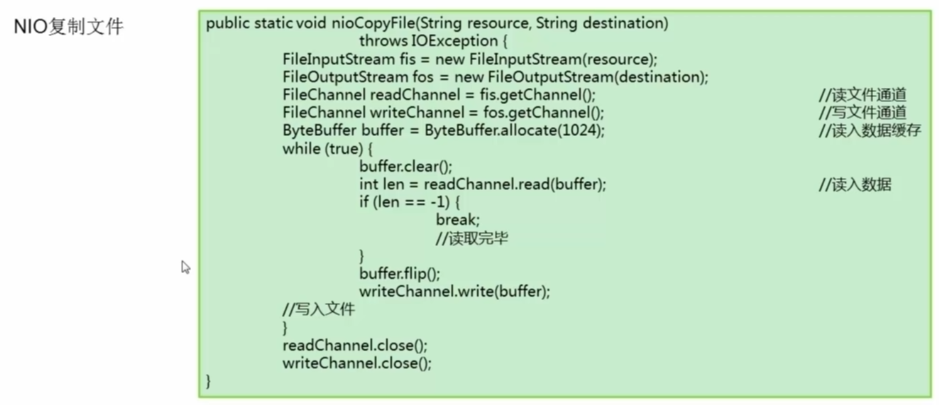 NIO复制文件
public static void nioCopyFile(String resource, String destination)
throws IOException {
FileInputStream fis = new FileInputStream(resource);
FileOutputStream fos = new FileOutputStream(destination);
FileChannel readChannel = fis.getChannel(); //读文件通道
FileChannel writeChannel = fos.getChannel(); //写文件通道
ByteBuffer buffer = ByteBuffer.allocate(1024); //读入数据缓存
while (true) {
buffer.clear();
int len = readChannel.read(buffer); //读入数据
if (len == -1) {
break;
//读取完毕
}
buffer.flip();
writeChannel.write(buffer);
//写入文件
}
readChannel.close();
writeChannel.close();
}